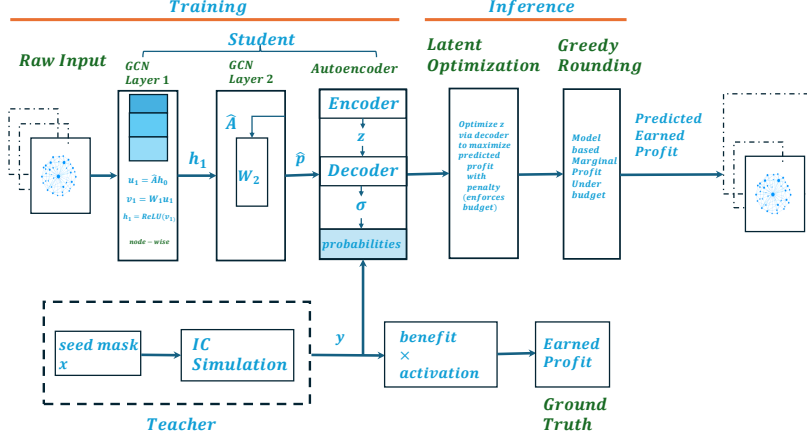 Training
Inference
Student
Raw Input
GCN
Layer 1
GCN
Layer 2
Autoencoder
Latent
Optimization
Greedy
Rounding
u₁ = Âh₀
v₁ = W₁u₁
h₁ = ReLU(v₁)
node − wise
h₁
Â
W₂
p̂
Encoder
z
Decoder
σ
probabilities
Optimize z
via decoder
to maximize
predicted
profit
with
penalty
(enforces
budget)
Model
based
Marginal
Profit
Under
budget
Predicted
Earned
Profit
seed mask
x
IC
Simulation
Teacher
y
benefit
×
activation
Earned
Profit
Ground
Truth